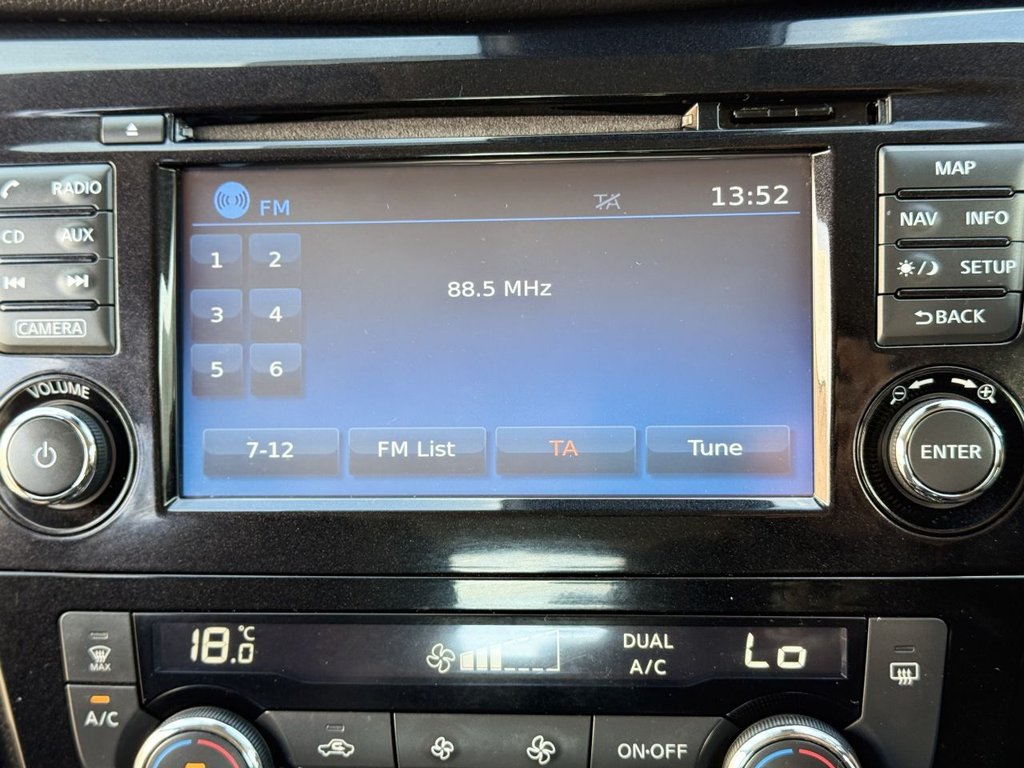 RADIO
CD AUX
CAMERA
VOLUME
FM TA 13:52
1 2
88.5 MHz
3 4
5 6
7-12 FM List TA Tune
MAP
NAV INFO
SETUP
BACK
ENTER
MAX
A/C
18.0 °C
DUAL
A/C
Lo
ON•OFF